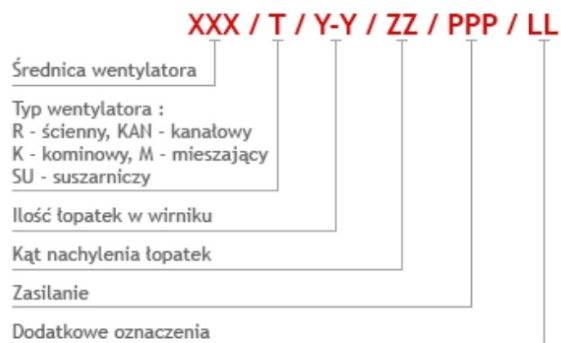 XXX / T / Y-Y / ZZ / PPP / LL
Średnica wentylatora
Typ wentylatora :
R - ścienny, KAN - kanałowy
K - kominowy, M - mieszający
SU - suszarniczy
Ilość łopatek w wirniku
Kąt nachylenia łopatek
Zasilanie
Dodatkowe oznaczenia